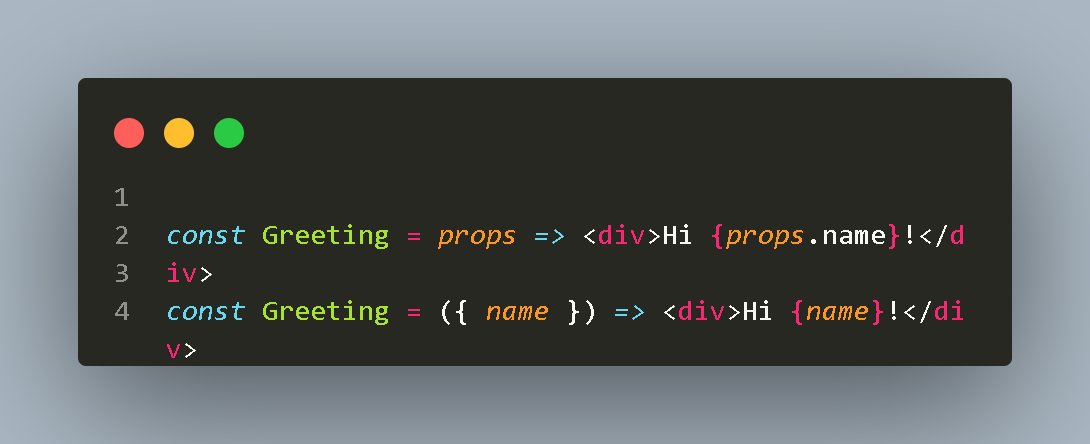 1
2 const Greeting = props => <div>Hi {props.name}!</d
3 iv>
4 const Greeting = ({ name }) => <div>Hi {name}!</di
v>